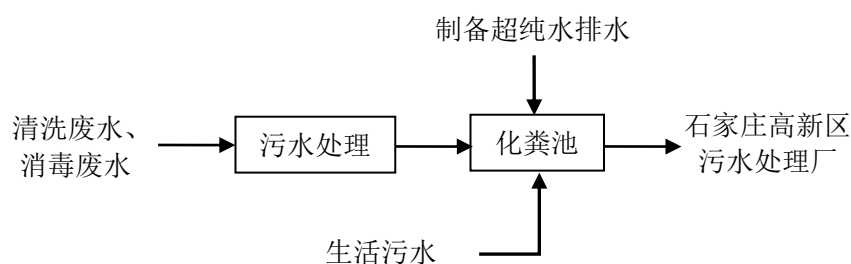 制备超纯水排水
清洗废水、
消毒废水
污水处理
化粪池
石家庄高新区
污水处理厂
生活污水